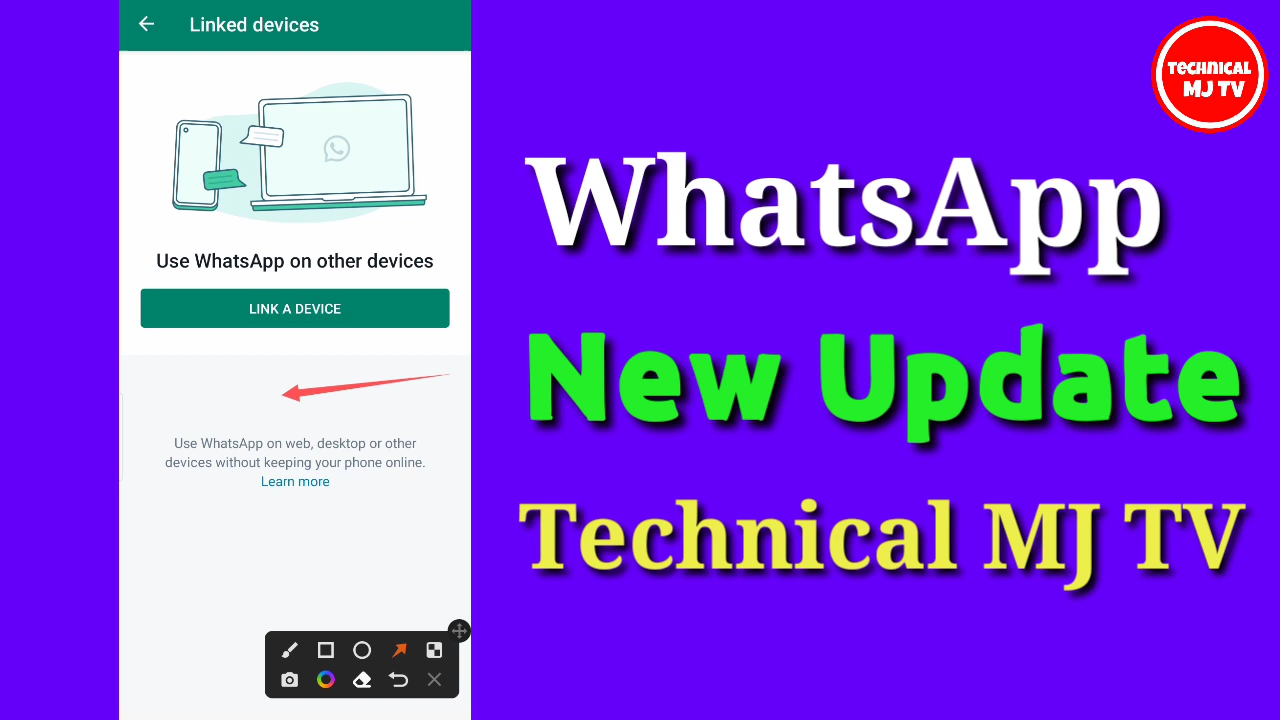 Linked devices
Use WhatsApp on other devices
LINK A DEVICE
Use WhatsApp on web, desktop or other
devices without keeping your phone online.
Learn more
TECHNICAL
MJ TV
WhatsApp
New Update
Technical MJ TV